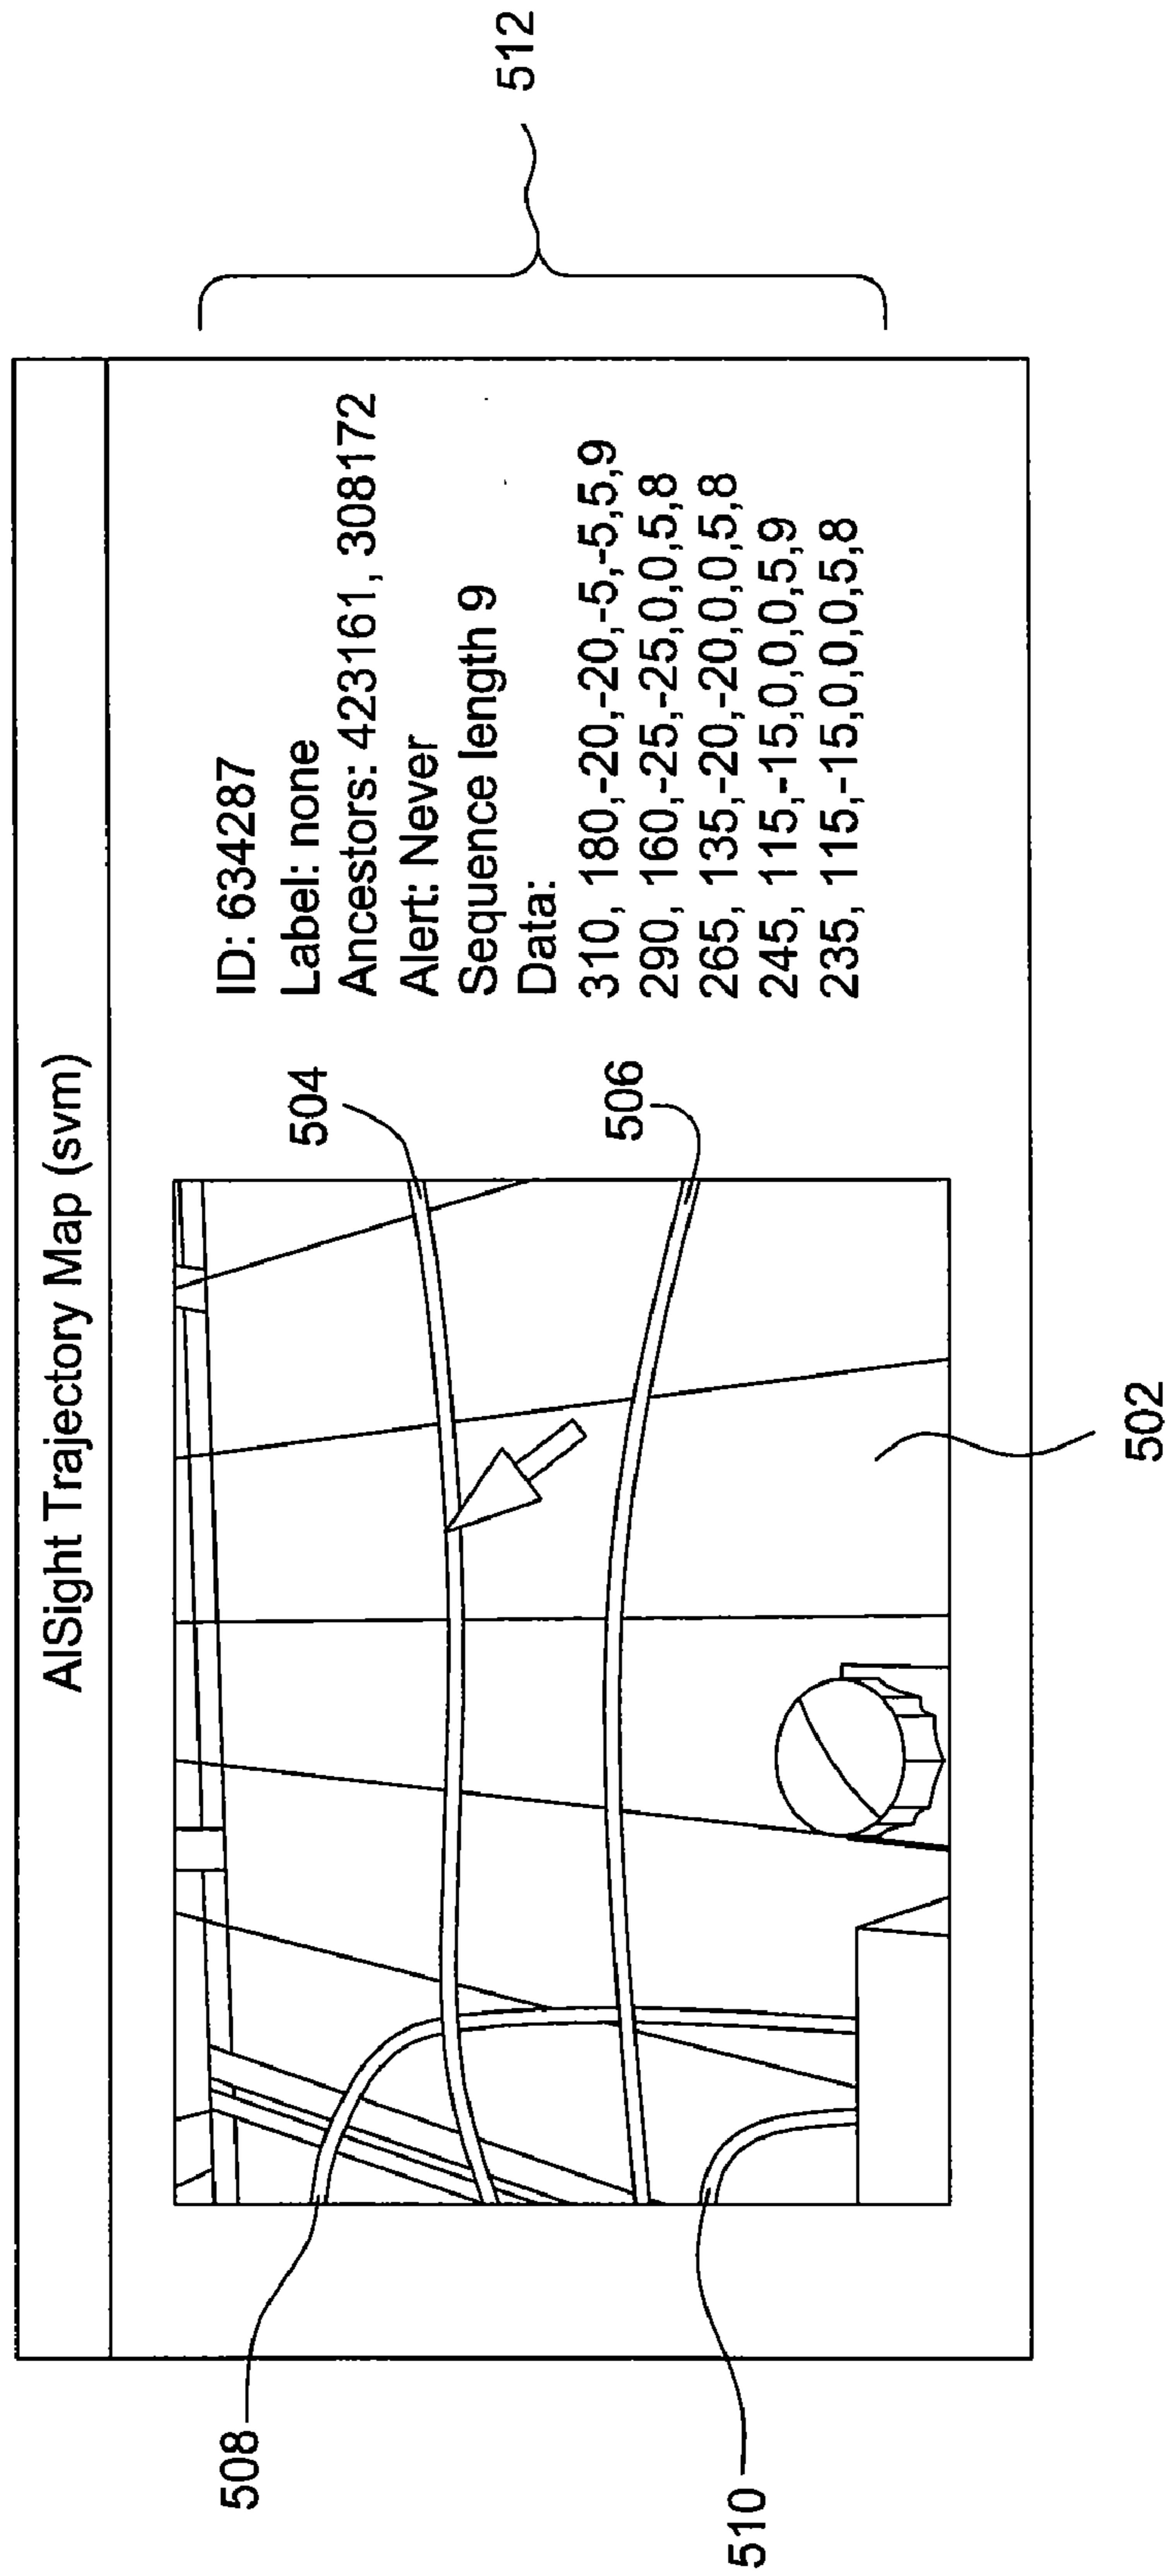 AISight Trajectory Map (svm)
508
510
504
506
502
ID: 634287
Label: none
Ancestors: 423161, 308172
Alert: Never
Sequence length 9
Data:
310, 180,-20,-20,-5,-5,5,9
290, 160,-25,-25,0,0,5,8
265, 135,-20,-20,0,0,5,8
245, 115,-15,0,0,0,5,9
235, 115,-15,0,0,0,5,8
512